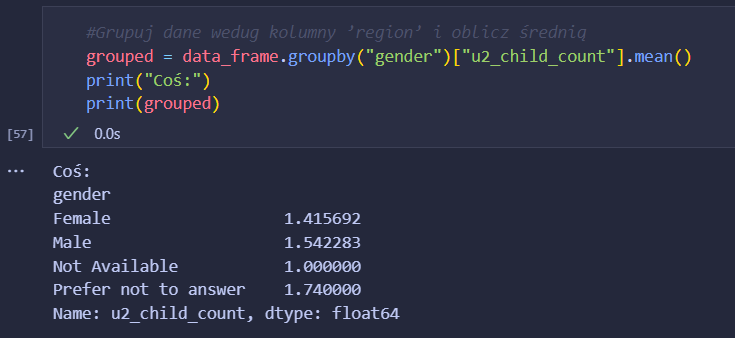 #Grupuj dane wedug kolumny ’region’ i oblicz średnią
grouped = data_frame.groupby("gender")["u2_child_count"].mean()
print("Coś:")
print(grouped)
[57] ✓ 0.0s
... Coś:
gender
Female 1.415692
Male 1.542283
Not Available 1.000000
Prefer not to answer 1.740000
Name: u2_child_count, dtype: float64